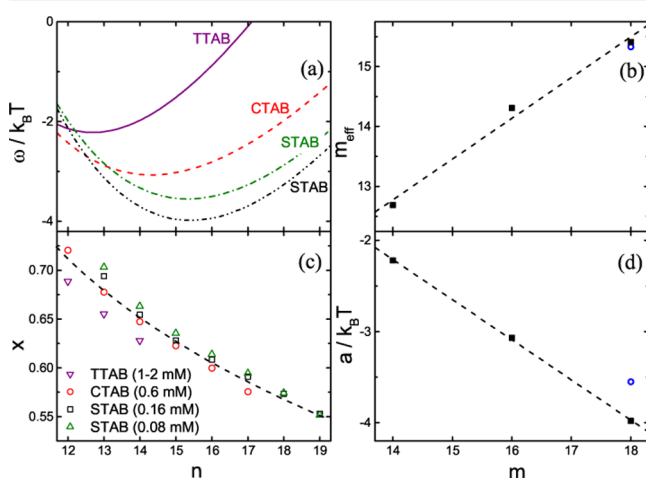 0
-2
-4
ω / k_BT
TTAB
(a)
CTAB
STAB
STAB
15
14
13
m_eff
(b)
0.70
0.65
0.60
0.55
x
(c)
TTAB (1-2 mM)
CTAB (0.6 mM)
STAB (0.16 mM)
STAB (0.08 mM)
12 13 14 15 16 17 18 19
n
-2
-3
-4
a / k_BT
(d)
14 15 16 17 18
m